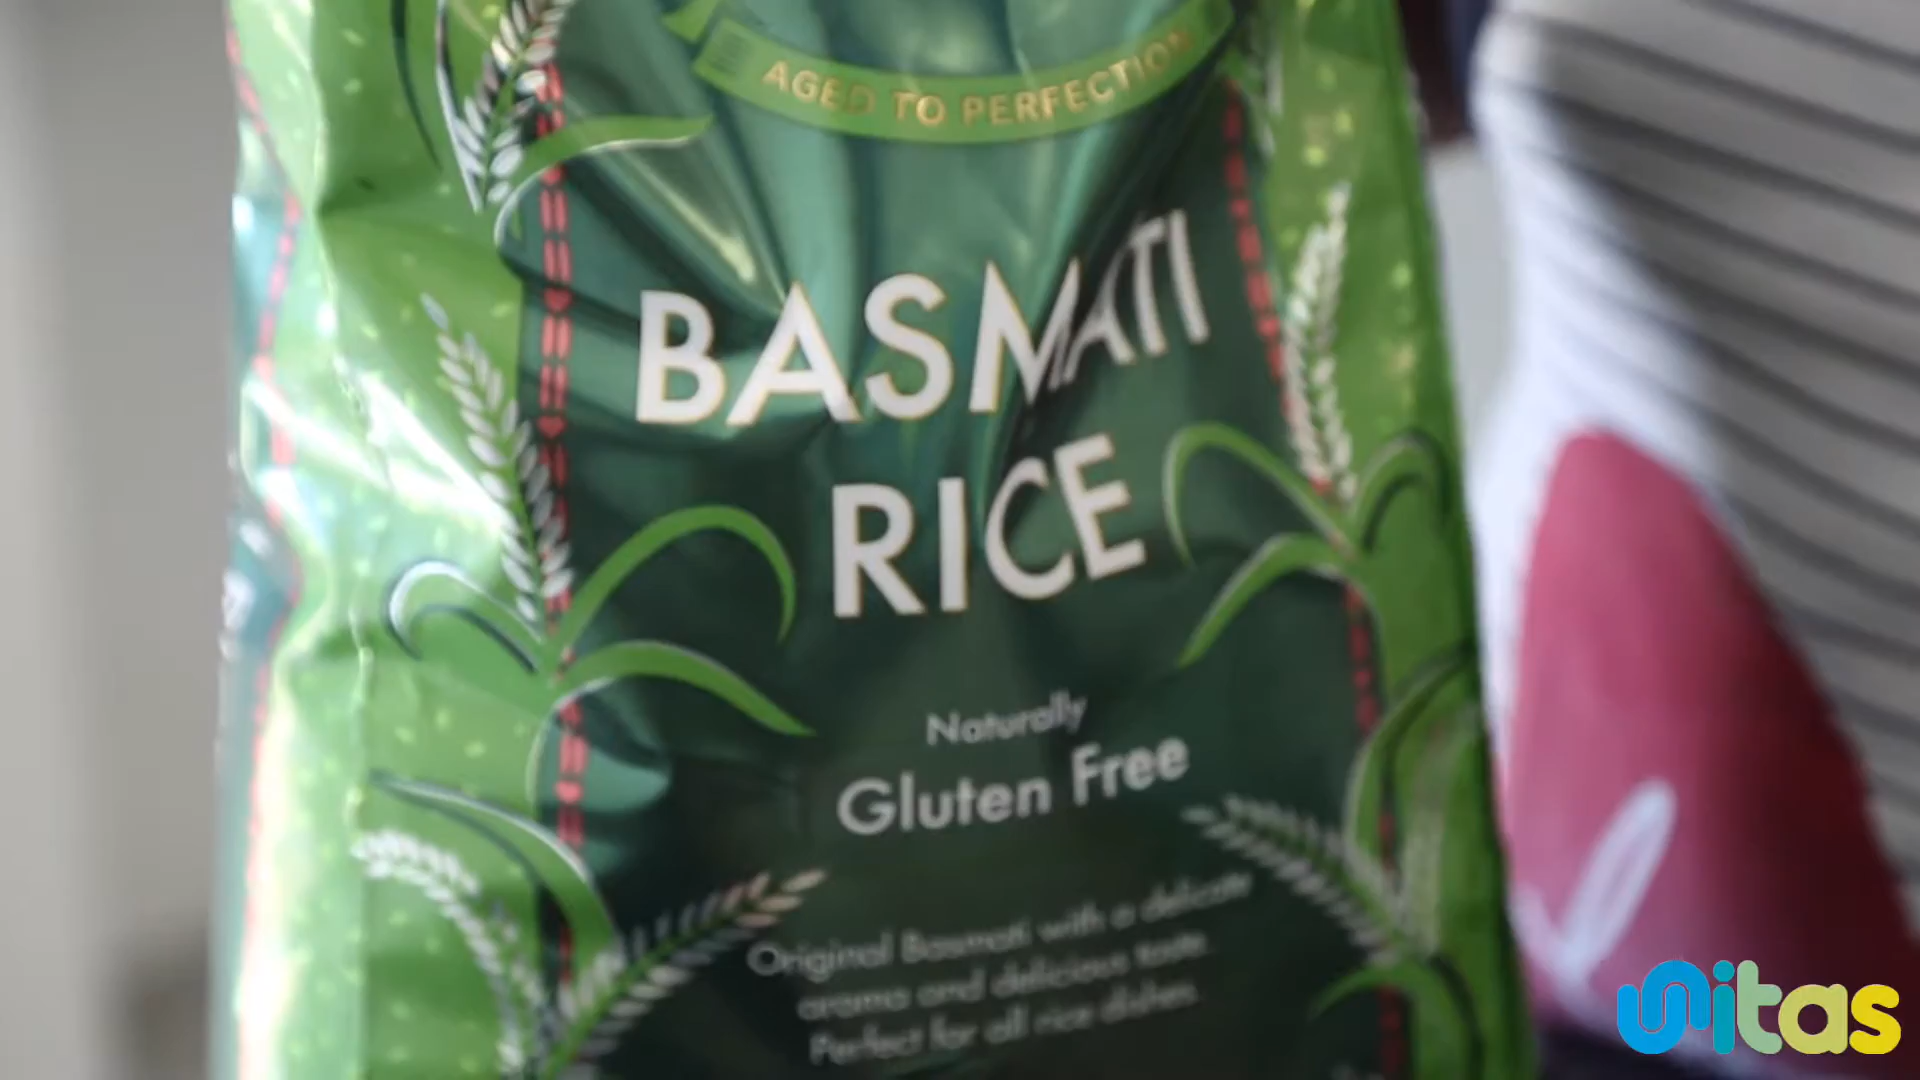 AGED TO PERFECTION
BASMATI
RICE
Naturally
Gluten Free
Original Basmati with a delicate
aroma and delicious taste.
Perfect for all rice dishes.
unitas